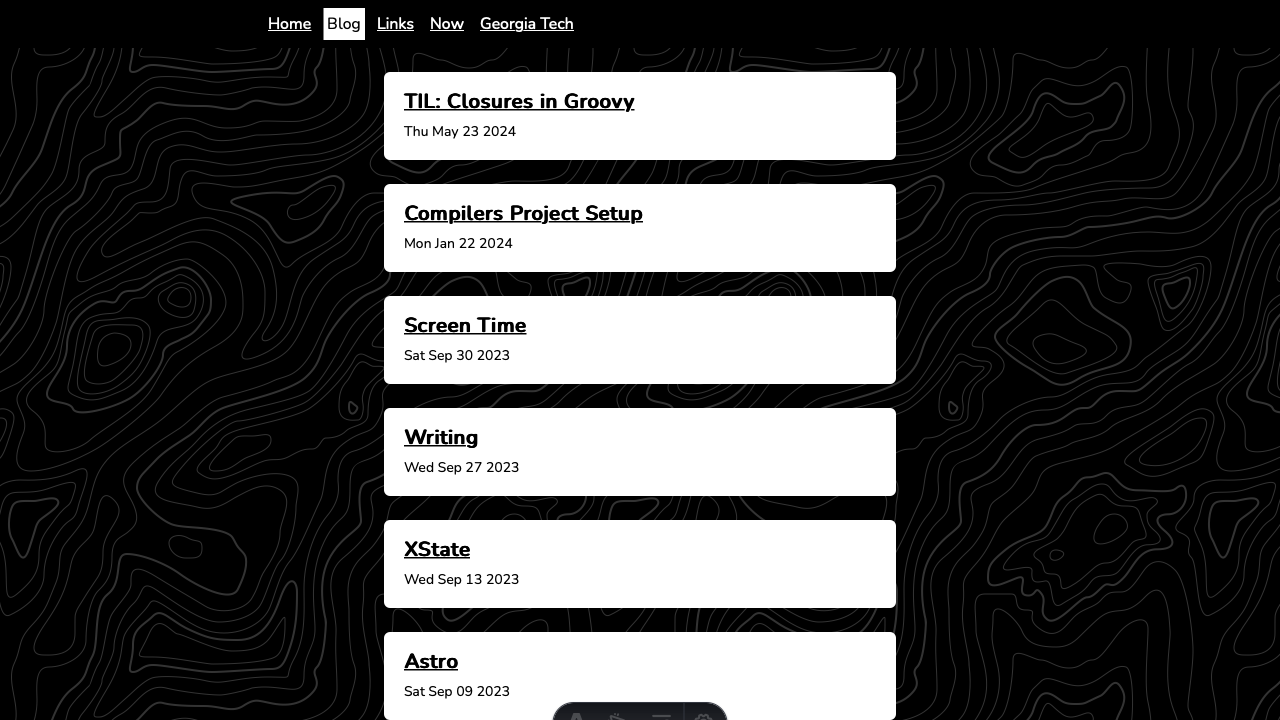 Home Blog Links Now Georgia Tech
TIL: Closures in Groovy
Thu May 23 2024
Compilers Project Setup
Mon Jan 22 2024
Screen Time
Sat Sep 30 2023
Writing
Wed Sep 27 2023
XState
Wed Sep 13 2023
Astro
Sat Sep 09 2023